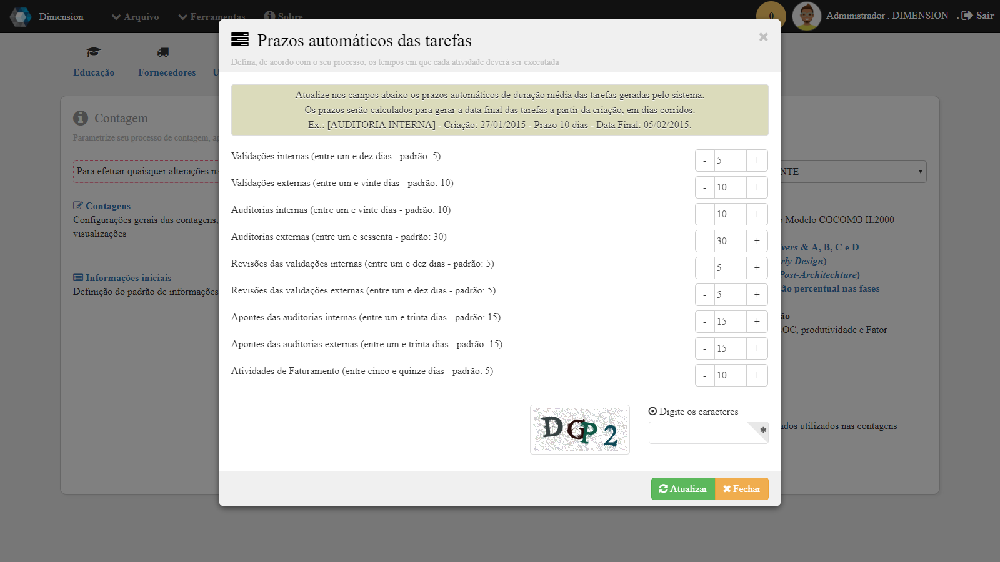 Dimension
Arquivo
Ferramentas
Sobre
0
Administrador . DIMENSION
. Sair
Educação
Fornecedores
U
Prazos automáticos das tarefas
×
Defina, de acordo com o seu processo, os tempos em que cada atividade deverá ser executada
Atualize nos campos abaixo os prazos automáticos de duração média das tarefas geradas pelo sistema.
Os prazos serão calculados para gerar a data final das tarefas a partir da criação, em dias corridos.
Ex.: [AUDITORIA INTERNA] - Criação: 27/01/2015 - Prazo 10 dias - Data Final: 05/02/2015.
Validações internas (entre um e dez dias - padrão: 5)
- 5 +
Validações externas (entre um e vinte dias - padrão: 10)
- 10 +
Auditorias internas (entre um e vinte dias - padrão: 10)
- 10 +
Auditorias externas (entre um e sessenta - padrão: 30)
- 30 +
Revisões das validações internas (entre um e dez dias - padrão: 5)
- 5 +
Revisões das validações externas (entre um e dez dias - padrão: 5)
- 5 +
Apontes das auditorias internas (entre um e trinta dias - padrão: 15)
- 15 +
Apontes das auditorias externas (entre um e trinta dias - padrão: 15)
- 15 +
Atividades de Faturamento (entre cinco e quinze dias - padrão: 5)
- 10 +
DGP2
Digite os caracteres
*
Atualizar
Fechar
Contagem
Parametrize seu processo de contagem, ap
Para efetuar quaisquer alterações na
NTE
Contagens
Configurações gerais das contagens,
visualizações
Informações iniciais
Definição do padrão de informações
Modelo COCOMO II.2000
vers & A, B, C e D
rly Design)
Post-Architechture)
ão percentual nas fases
ão
OC, produtividade e Fator
ados utilizados nas contagens